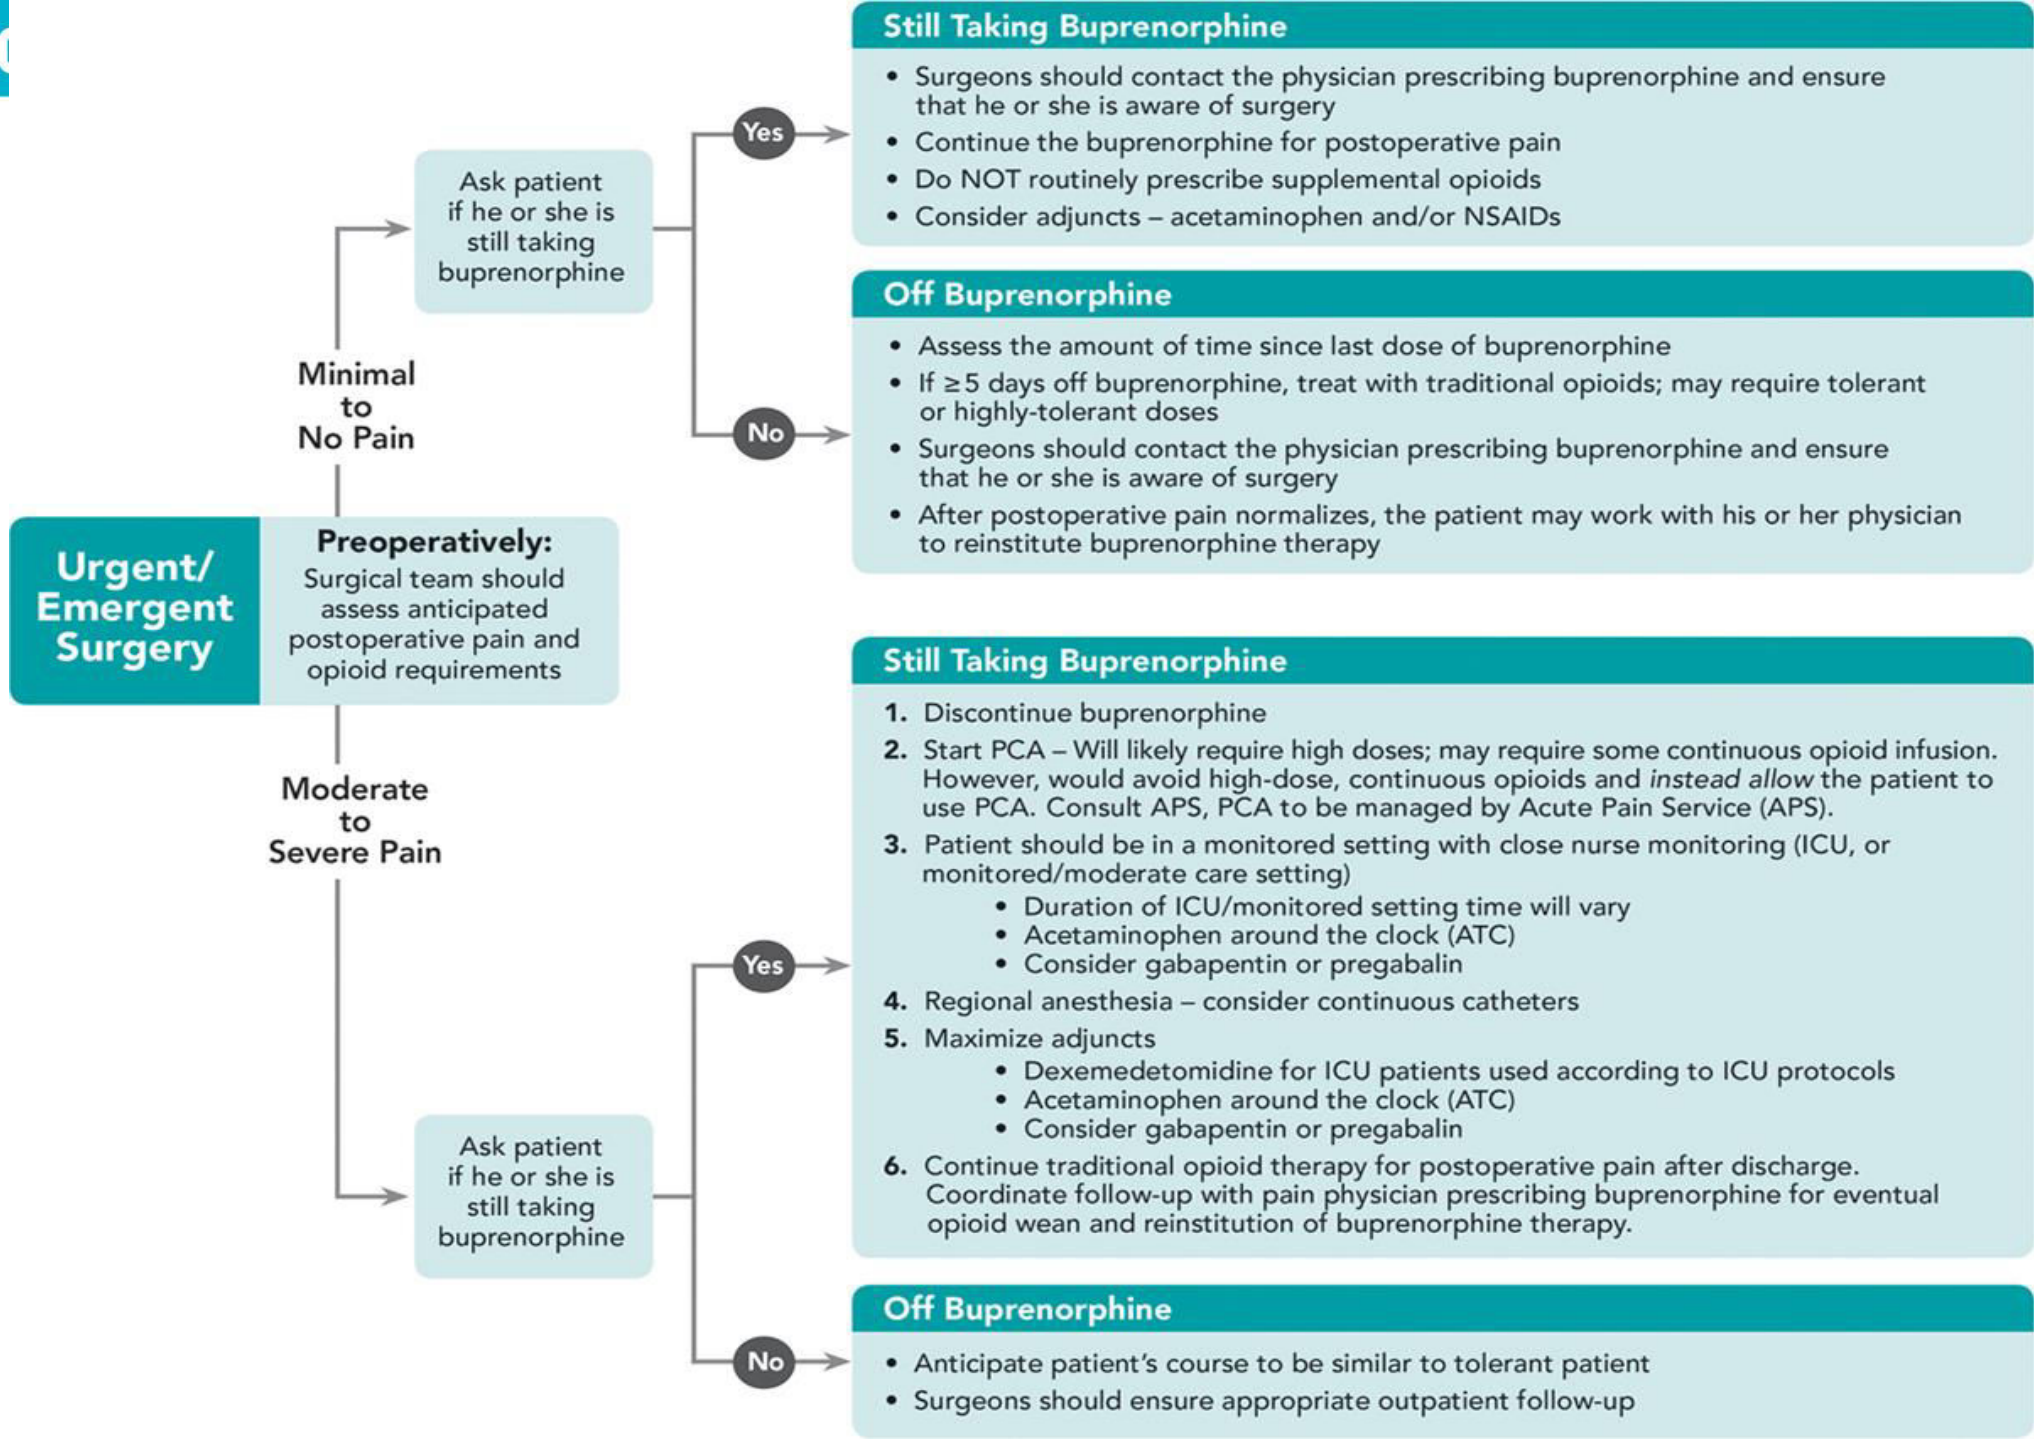 Urgent/
Emergent
Surgery
Preoperatively:
Surgical team should
assess anticipated
postoperative pain and
opioid requirements
Minimal
to
No Pain
Ask patient
if he or she is
still taking
buprenorphine
Yes
Still Taking Buprenorphine
• Surgeons should contact the physician prescribing buprenorphine and ensure
that he or she is aware of surgery
• Continue the buprenorphine for postoperative pain
• Do NOT routinely prescribe supplemental opioids
• Consider adjuncts – acetaminophen and/or NSAIDs
No
Off Buprenorphine
• Assess the amount of time since last dose of buprenorphine
• If ≥5 days off buprenorphine, treat with traditional opioids; may require tolerant
or highly-tolerant doses
• Surgeons should contact the physician prescribing buprenorphine and ensure
that he or she is aware of surgery
• After postoperative pain normalizes, the patient may work with his or her physician
to reinstitute buprenorphine therapy
Moderate
to
Severe Pain
Ask patient
if he or she is
still taking
buprenorphine
Yes
Still Taking Buprenorphine
1. Discontinue buprenorphine
2. Start PCA – Will likely require high doses; may require some continuous opioid infusion.
However, would avoid high-dose, continuous opioids and instead allow the patient to
use PCA. Consult APS, PCA to be managed by Acute Pain Service (APS).
3. Patient should be in a monitored setting with close nurse monitoring (ICU, or
monitored/moderate care setting)
• Duration of ICU/monitored setting time will vary
• Acetaminophen around the clock (ATC)
• Consider gabapentin or pregabalin
4. Regional anesthesia – consider continuous catheters
5. Maximize adjuncts
• Dexemedetomidine for ICU patients used according to ICU protocols
• Acetaminophen around the clock (ATC)
• Consider gabapentin or pregabalin
6. Continue traditional opioid therapy for postoperative pain after discharge.
Coordinate follow-up with pain physician prescribing buprenorphine for eventual
opioid wean and reinstitution of buprenorphine therapy.
No
Off Buprenorphine
• Anticipate patient's course to be similar to tolerant patient
• Surgeons should ensure appropriate outpatient follow-up